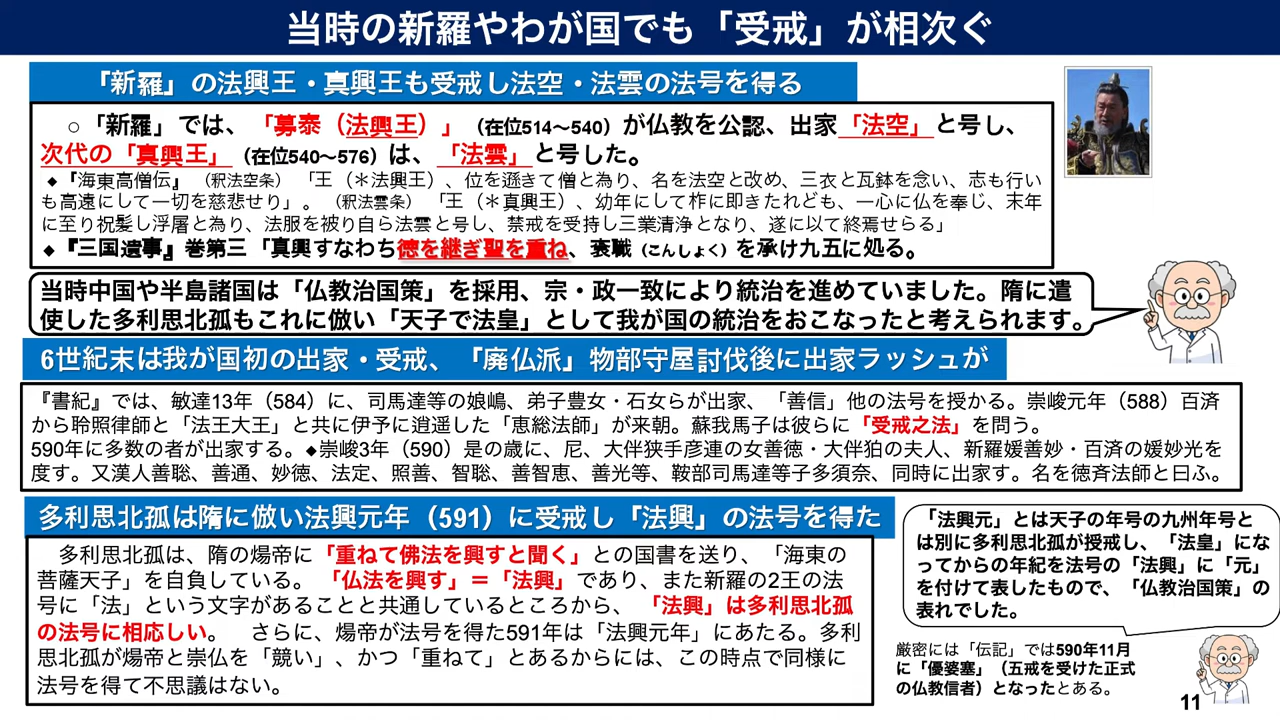 当時の新羅やわが国でも「受戒」が相次ぐ
「新羅」の法興王・真興王も受戒し法空・法雲の法号を得る
○「新羅」では、「募泰（法興王）」（在位514～540）が仏教を公認、出家「法空」と号し、
次代の「真興王」（在位540～576）は、「法雲」と号した。
◆『海東高僧伝』（釈法空条）「王（＊法興王）、位を遜きて僧と為り、名を法空と改め、三衣と瓦鉢を念い、志も行い
も高遠にして一切を慈悲せり」。（釈法雲条）「王（＊真興王）、幼年にして祚に即きたれども、一心に仏を奉じ、末年
に至り祝髪し浮屠と為り、法服を被り自ら法雲と号し、禁戒を受持し三業清浄となり、遂に以て終焉せらる」
◆『三国遺事』巻第三「真興すなわち徳を継ぎ聖を重ね、衮職（こんしょく）を承け九五に処る。
当時中国や半島諸国は「仏教治国策」を採用、宗・政一致により統治を進めていました。隋に遣
使した多利思北孤もこれに倣い「天子で法皇」として我が国の統治をおこなったと考えられます。
6世紀末は我が国初の出家・受戒、「廃仏派」物部守屋討伐後に出家ラッシュが
『書紀』では、敏達13年（584）に、司馬達等の娘嶋、弟子豊女・石女らが出家、「善信」他の法号を授かる。崇峻元年（588）百済
から聆照律師と「法王大王」と共に伊予に逍遥した「恵総法師」が来朝。蘇我馬子は彼らに「受戒之法」を問う。
590年に多数の者が出家する。◆崇峻3年（590）是の歳に、尼、大伴狭手彦連の女善徳・大伴狛の夫人、新羅媛善妙・百済の媛妙光を
度す。又漢人善聡、善通、妙徳、法定、照善、智聡、善智恵、善光等、鞍部司馬達等子多須奈、同時に出家す。名を徳斉法師と曰ふ。
多利思北孤は隋に倣い法興元年（591）に受戒し『法興』の法号を得た
多利思北孤は、隋の煬帝に「重ねて佛法を興すと聞く」との国書を送り、「海東の
菩薩天子」を自負している。「仏法を興す」＝「法興」であり、また新羅の2王の法
号に「法」という文字があることと共通しているところから、「法興」は多利思北孤
の法号に相応しい。 さらに、煬帝が法号を得た591年は「法興元年」にあたる。多利
思北孤が煬帝と崇仏を「競い」、かつ「重ねて」とあるからには、この時点で同様に
法号を得て不思議はない。
「法興元」とは天子の年号の九州年号と
は別に多利思北孤が授戒し、「法皇」にな
ってからの年紀を法号の「法興」に「元」
を付けて表したもので、「仏教治国策」の
表れでした。
厳密には「伝記」では590年11月
に「優婆塞」（五戒を受けた正式
の仏教信者）となったとある。
11